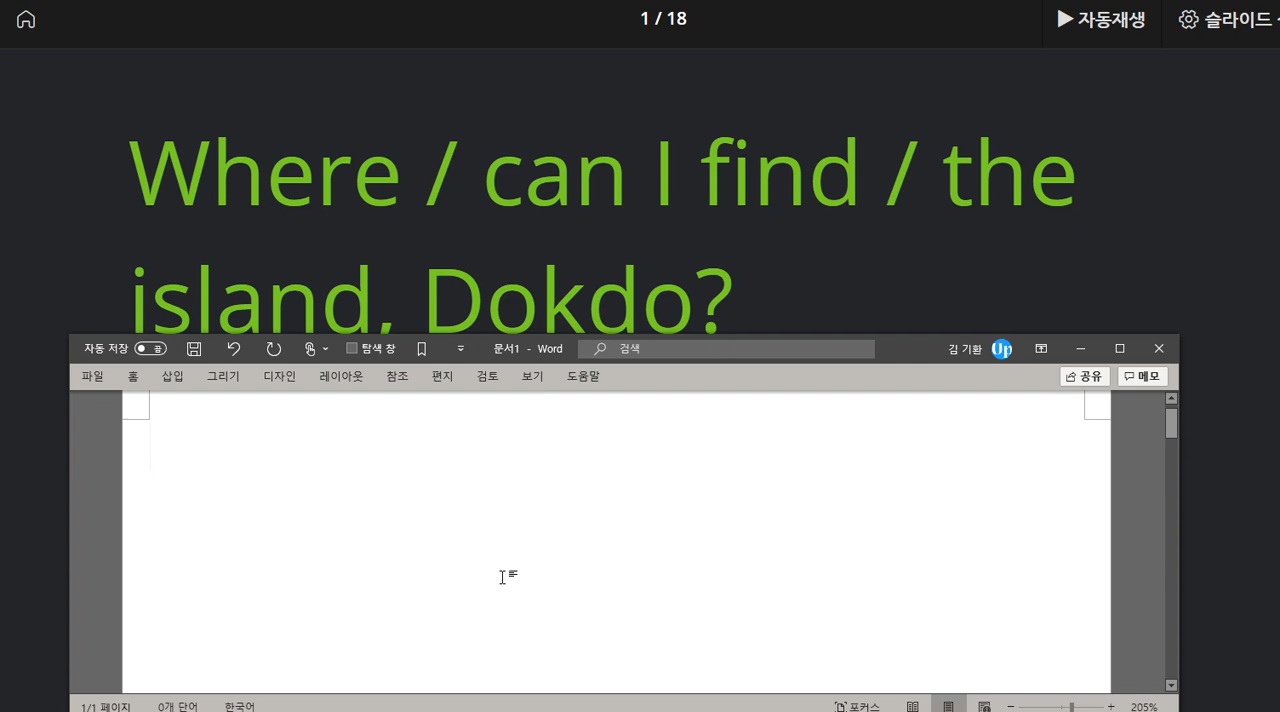 1 / 18
▶ 자동재생
슬라이드
Where / can I find / the
island, Dokdo?
자동 저장 끔
탐색 창
문서1 - Word
검색
김 기환
Up
파일 홈 삽입 그리기 디자인 레이아웃 참조 편지 검토 보기 도움말
공유 메모
1/1 페이지 0개 단어 한국어
포커스
205%